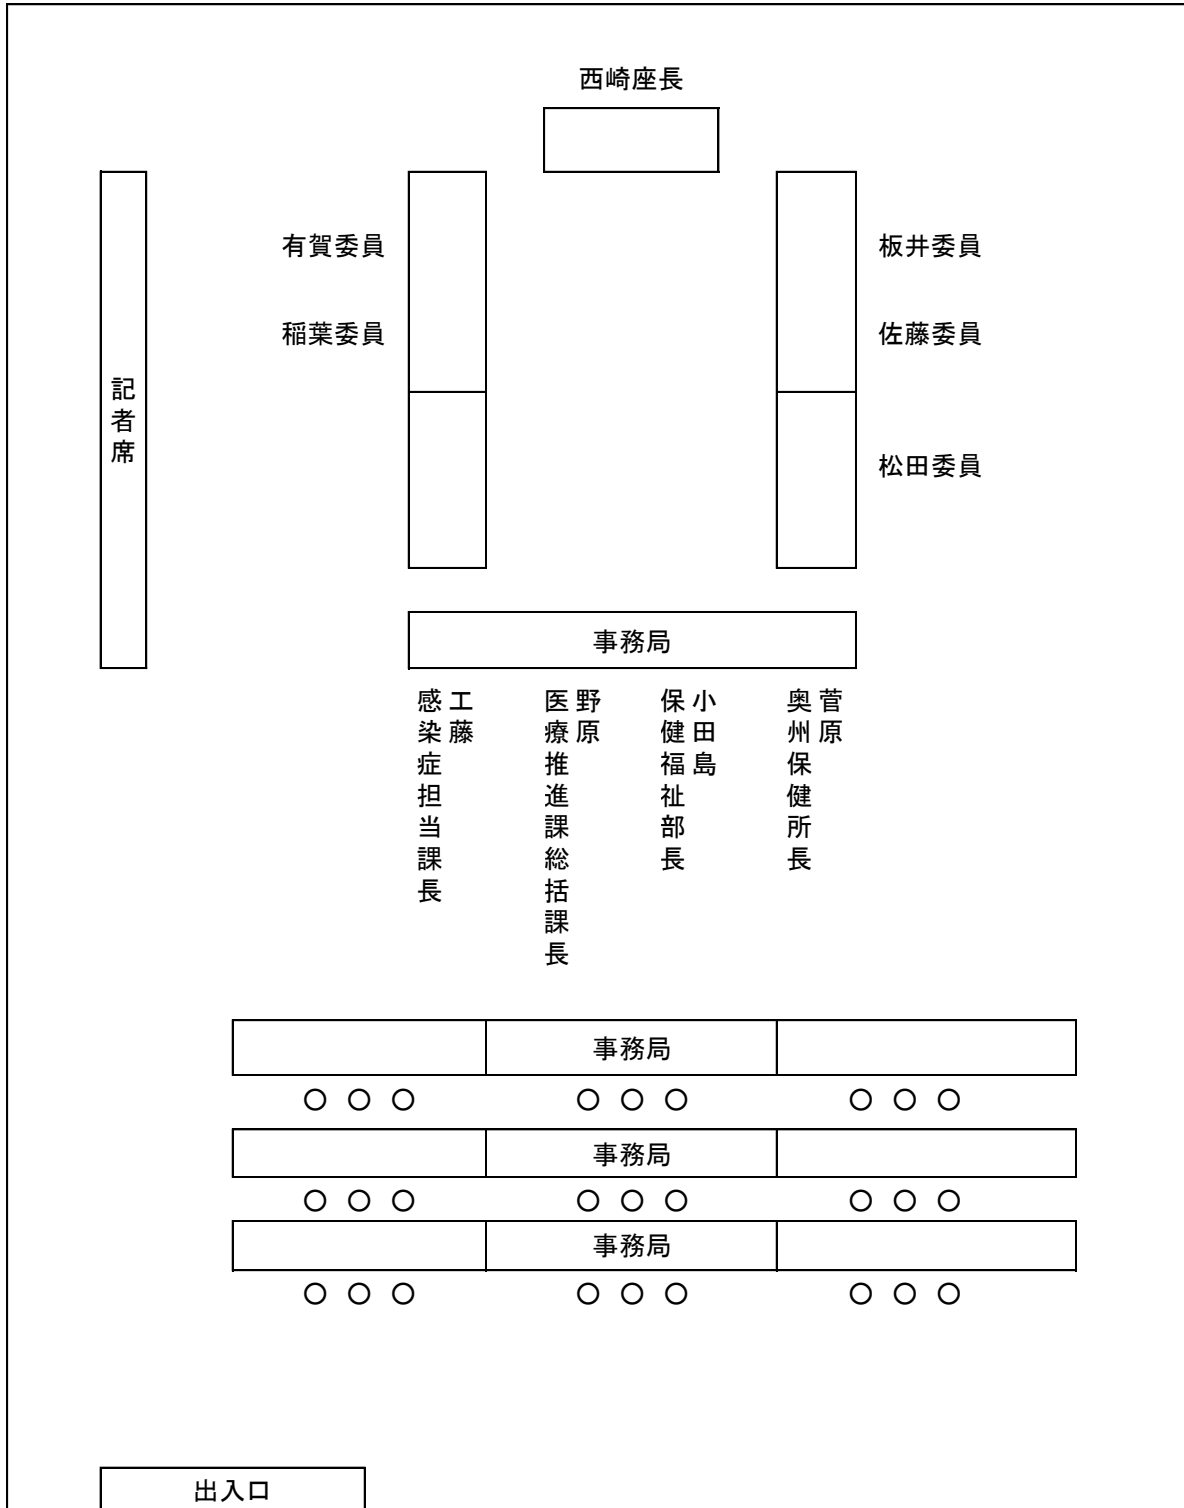 西崎座長
有賀委員
板井委員
稲葉委員
佐藤委員
記者席
松田委員
事務局
工藤
感染症担当課長
野原
医療推進課総括課長
小田島
保健福祉部長
菅原
奥州保健所長
事務局
○ ○ ○ ○ ○ ○ ○ ○ ○
事務局
○ ○ ○ ○ ○ ○ ○ ○ ○
事務局
○ ○ ○ ○ ○ ○ ○ ○ ○
出入口